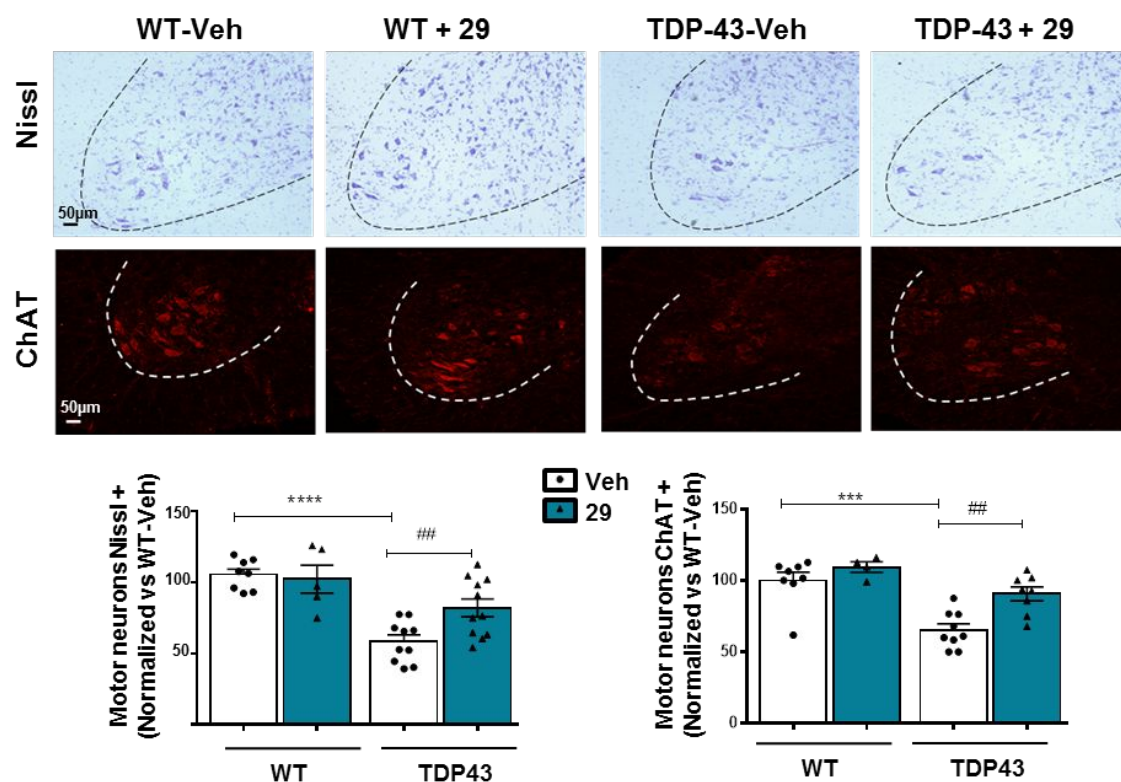 WT-Veh WT + 29 TDP-43-Veh TDP-43 + 29
Nissl
50µm
ChAT
50µm
Motor neurons Nissl +
(Normalized vs WT-Veh)
150
100
50
****
##
WT TDP43
Veh
29
Motor neurons ChAT +
(Normalized vs Veh)
150
100
50
0
***
##
WT TDP43